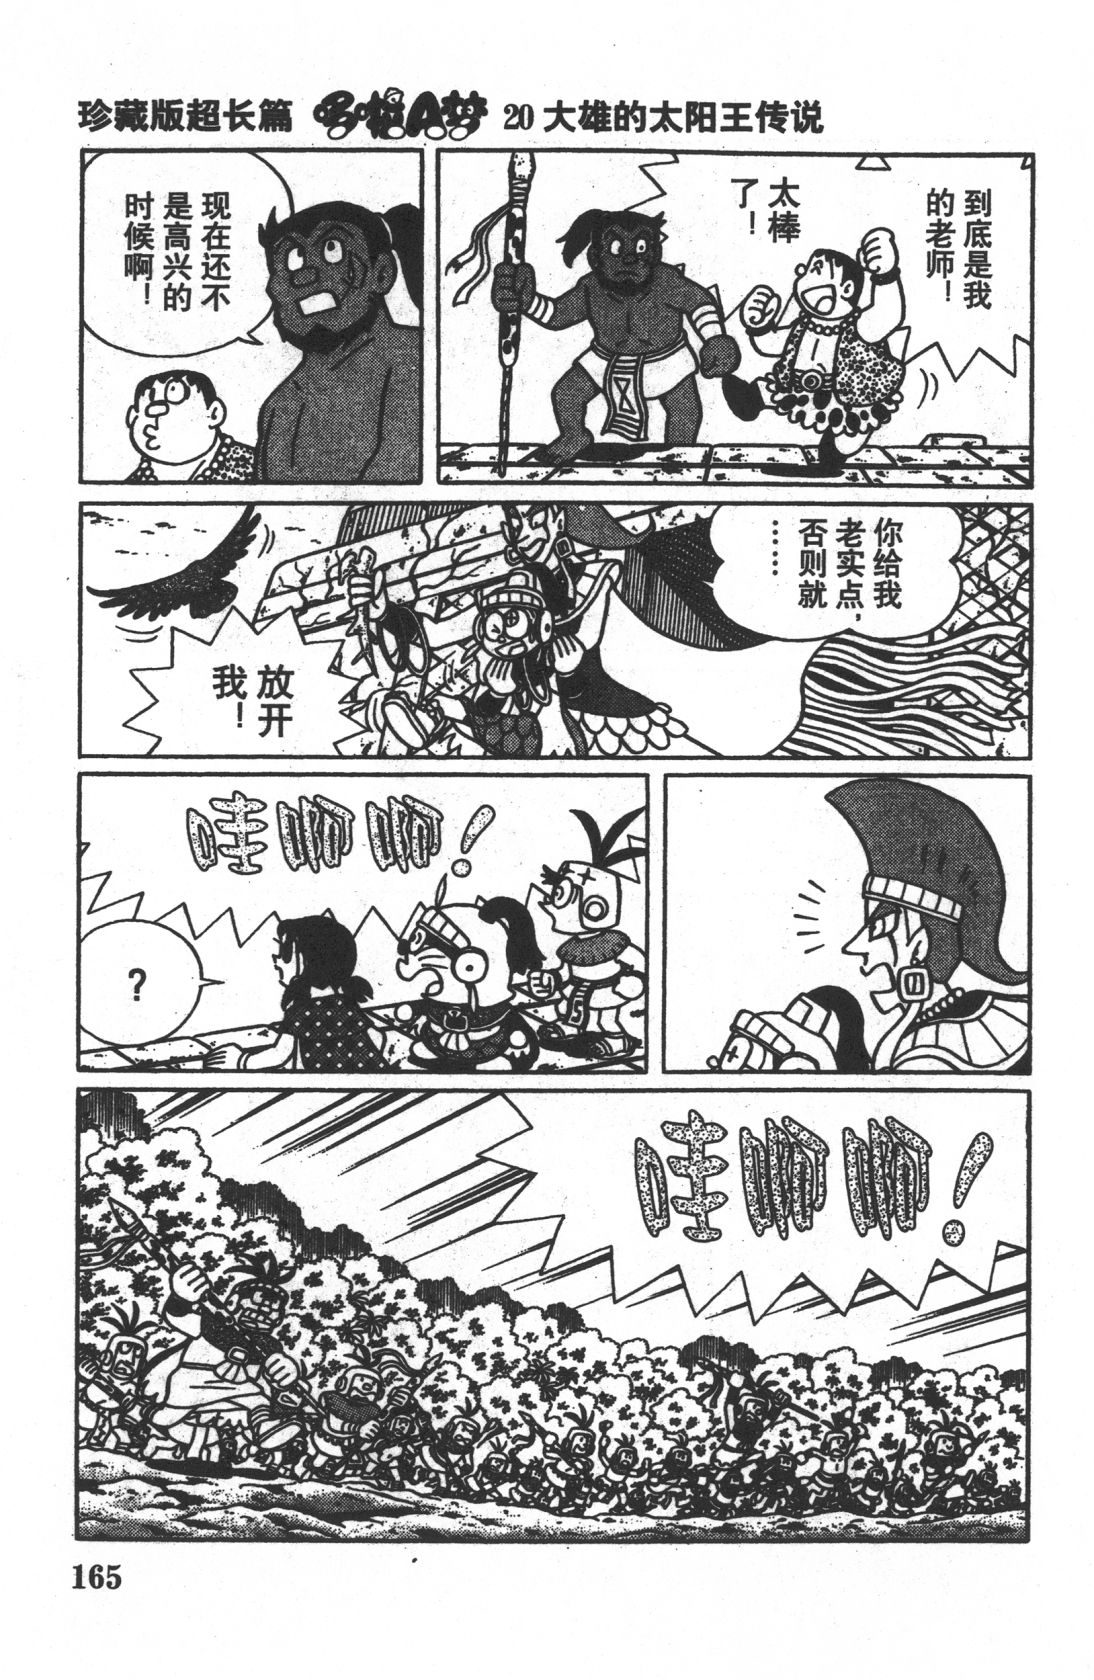 珍藏版超长篇 哆啦A梦 20 大雄的太阳王传说
到底是我
的老师！
太棒
了！
现在还不
是高兴的
时候啊！
你给我
老实点，
否则就
……
放开
我！
哇啊啊！
？
哇啊啊！
165